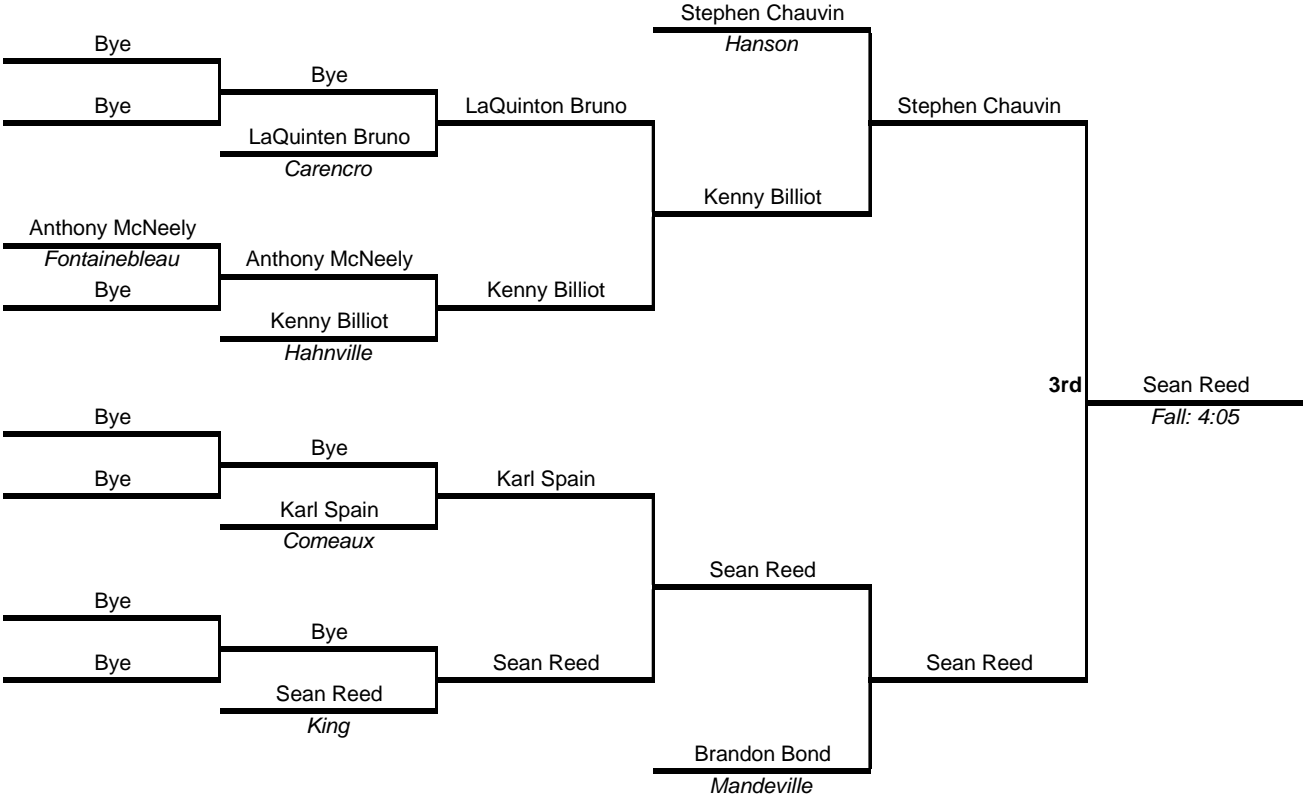 Stephen Chauvin
Hanson
Bye
Bye
Bye
LaQuinton Bruno
Stephen Chauvin
LaQuinten Bruno
Carencro
Kenny Billiot
Anthony McNeely
Fontainebleau
Anthony McNeely
Bye
Kenny Billiot
Kenny Billiot
Hahnville
3rd
Sean Reed
Fall: 4:05
Bye
Bye
Bye
Karl Spain
Karl Spain
Comeaux
Sean Reed
Bye
Bye
Bye
Sean Reed
Sean Reed
Sean Reed
King
Brandon Bond
Mandeville